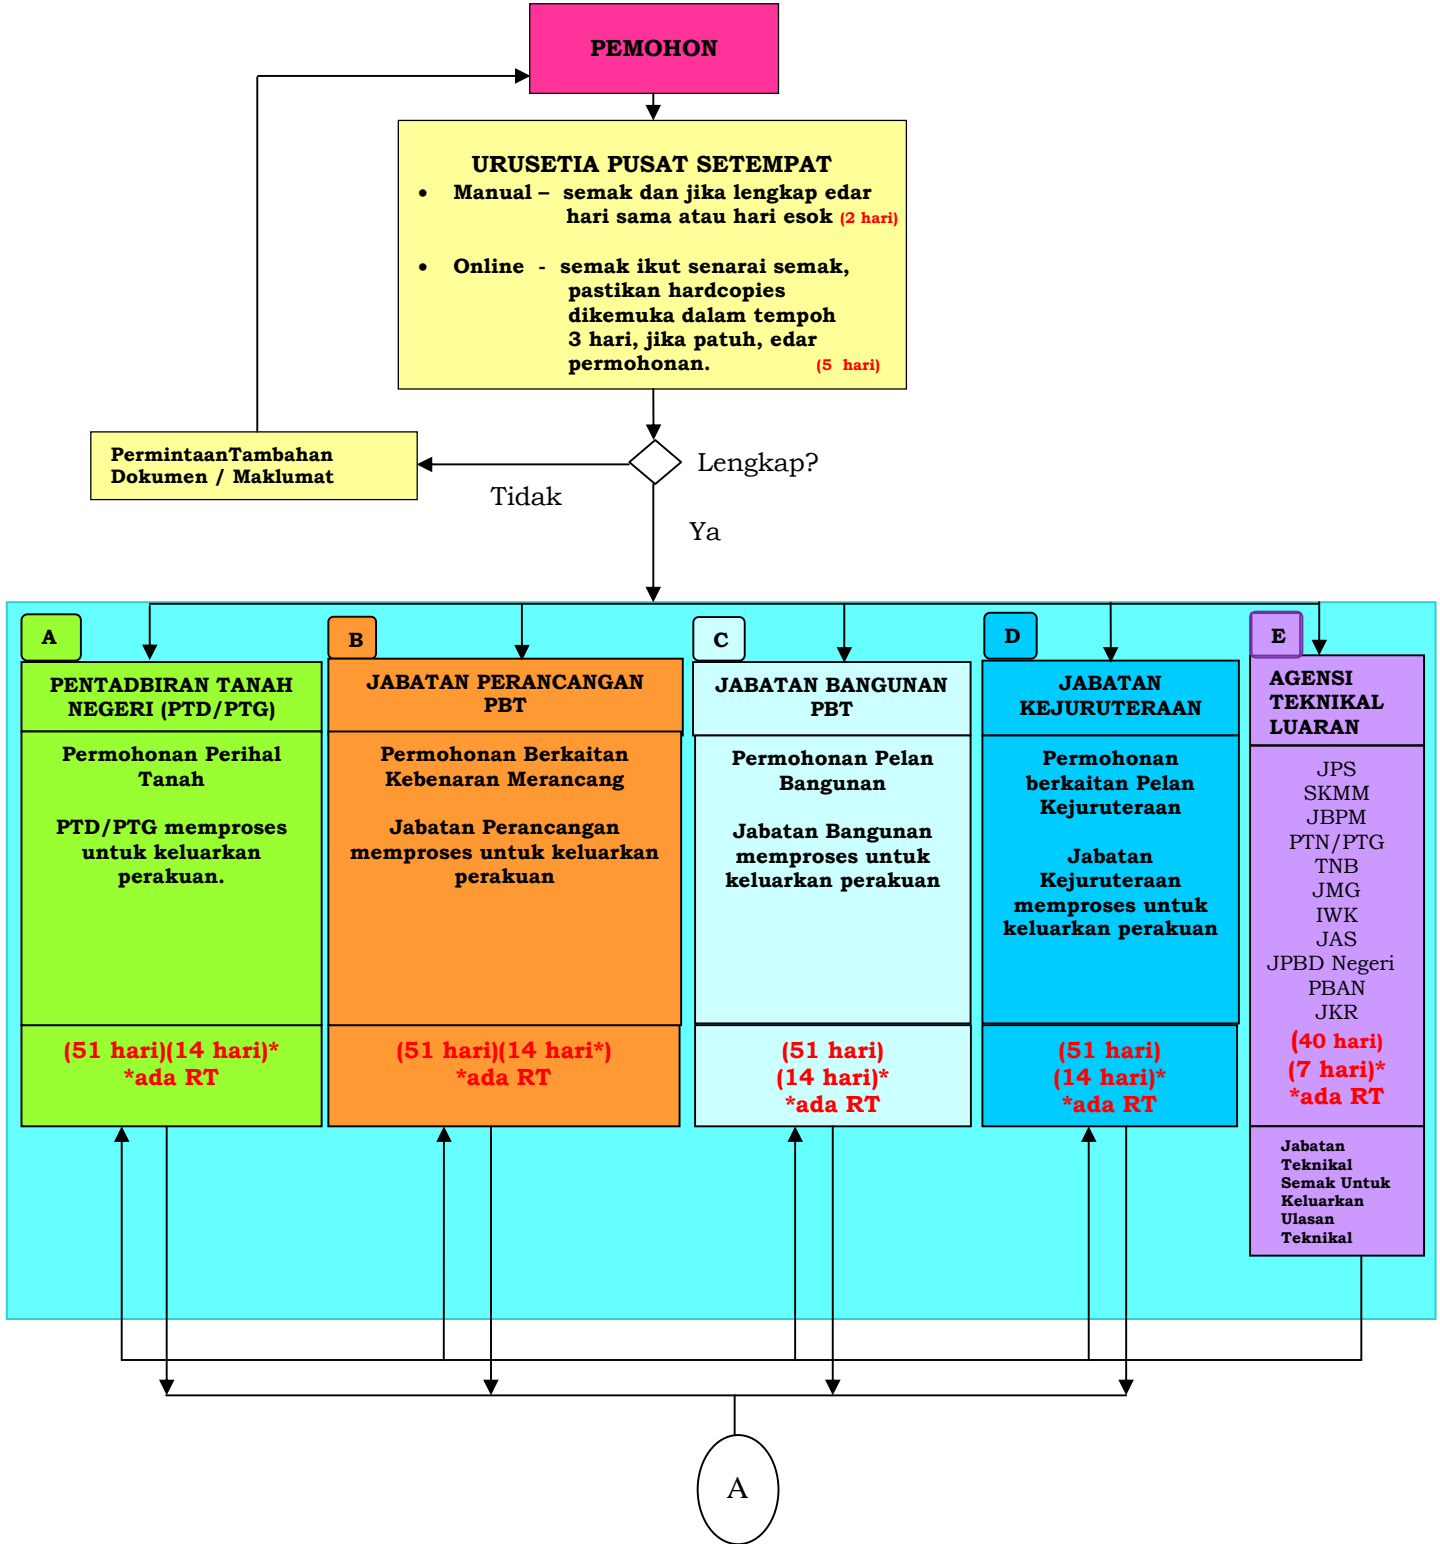 PEMOHON
URUSETIA PUSAT SETEMPAT
• Manual – semak dan jika lengkap edar
hari sama atau hari esok (2 hari)
• Online - semak ikut senarai semak,
pastikan hardcopies
dikemuka dalam tempoh
3 hari, jika patuh, edar
permohonan. (5 hari)
PermintaanTambahan
Dokumen / Maklumat
Lengkap?
Tidak
Ya
A
PENTADBIRAN TANAH
NEGERI (PTD/PTG)
Permohonan Perihal
Tanah
PTD/PTG memproses
untuk keluarkan
perakuan.
(51 hari)(14 hari)*
*ada RT
B
JABATAN PERANCANGAN
PBT
Permohonan Berkaitan
Kebenaran Merancang
Jabatan Perancangan
memproses untuk keluarkan
perakuan
(51 hari)(14 hari*)
*ada RT
C
JABATAN BANGUNAN
PBT
Permohonan Pelan
Bangunan
Jabatan Bangunan
memproses untuk
keluarkan perakuan
(51 hari)
(14 hari)*
*ada RT
D
JABATAN
KEJURUTERAAN
Permohonan
berkaitan Pelan
Kejuruteraan
Jabatan
Kejuruteraan
memproses untuk
keluarkan perakuan
(51 hari)
(14 hari)*
*ada RT
E
AGENSI
TEKNIKAL
LUARAN
JPS
SKMM
JBPM
PTN/PTG
TNB
JMG
IWK
JAS
JPBD Negeri
PBAN
JKR
(40 hari)
(7 hari)*
*ada RT
Jabatan
Teknikal
Semak Untuk
Keluarkan
Ulasan
Teknikal
A